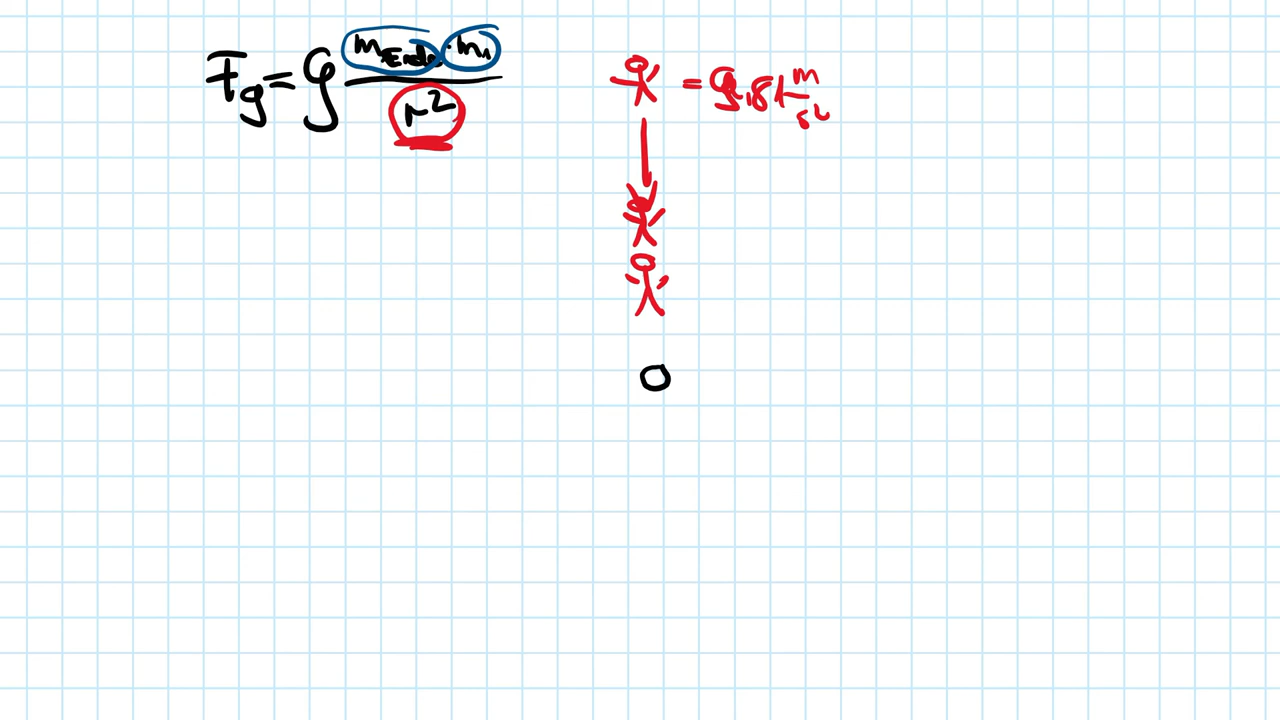 Fg = G mErde · m₁ / r²
= 9,81 m/s²